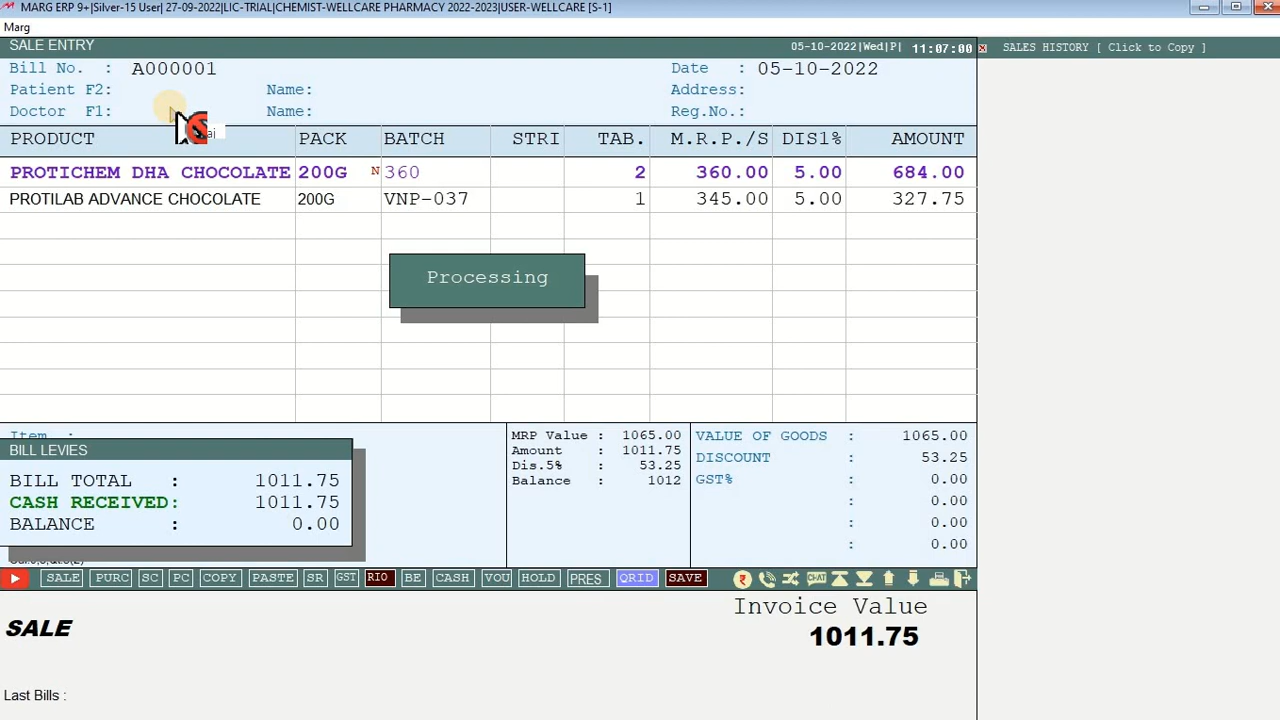 MARG ERP 9+|Silver-15 User| 27-09-2022|LIC-TRIAL|CHEMIST-WELLCARE PHARMACY 2022-2023|USER-WELLCARE [S-1]
Marg
SALE ENTRY 05-10-2022|Wed|P| 11:07:00 SALES HISTORY [ Click to Copy ]
Bill No. : A000001 Date : 05-10-2022
Patient F2: Name: Address:
Doctor F1: Name: Reg.No.:
PRODUCT PACK BATCH STRI TAB. M.R.P./S DIS1% AMOUNT
PROTICHEM DHA CHOCOLATE 200G N 360 2 360.00 5.00 684.00
PROTILAB ADVANCE CHOCOLATE 200G VNP-037 1 345.00 5.00 327.75
Processing
Item :
BILL LEVIES
BILL TOTAL : 1011.75
CASH RECEIVED: 1011.75
BALANCE : 0.00
MRP Value : 1065.00
Amount : 1011.75
Dis.5% : 53.25
Balance : 1012
VALUE OF GOODS : 1065.00
DISCOUNT : 53.25
GST% : 0.00
: 0.00
: 0.00
: 0.00
SALE PURC SC PC COPY PASTE SR GST RIO BE CASH VOU HOLD PRES QRID SAVE ₹ CHAT
Invoice Value
SALE 1011.75
Last Bills :